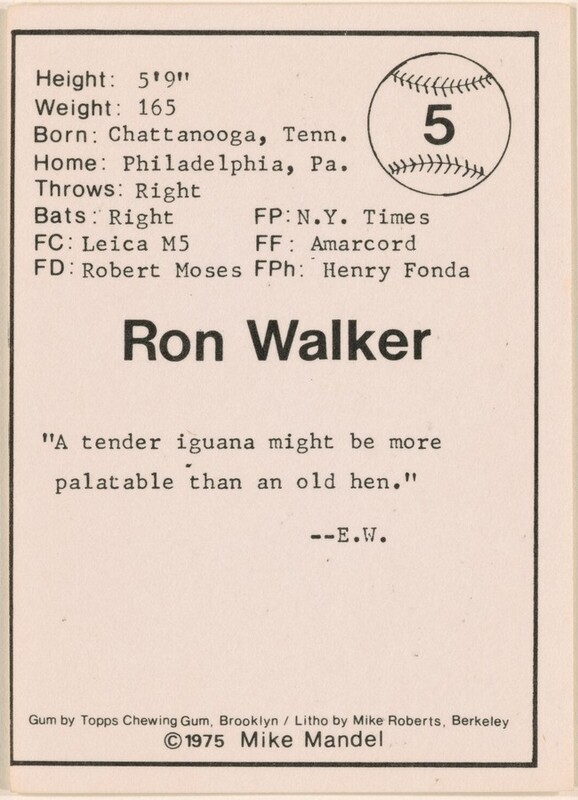 Height: 5'9"
Weight: 165
Born: Chattanooga, Tenn.
5
Home: Philadelphia, Pa.
Throws: Right
Bats: Right FP: N.Y. Times
FC: Leica M5 FF: Amarcord
FD: Robert Moses FPh: Henry Fonda
Ron Walker
"A tender iguana might be more
palatable than an old hen."
--E.W.
Gum by Topps Chewing Gum, Brooklyn / Litho by Mike Roberts, Berkeley
©1975 Mike Mandel